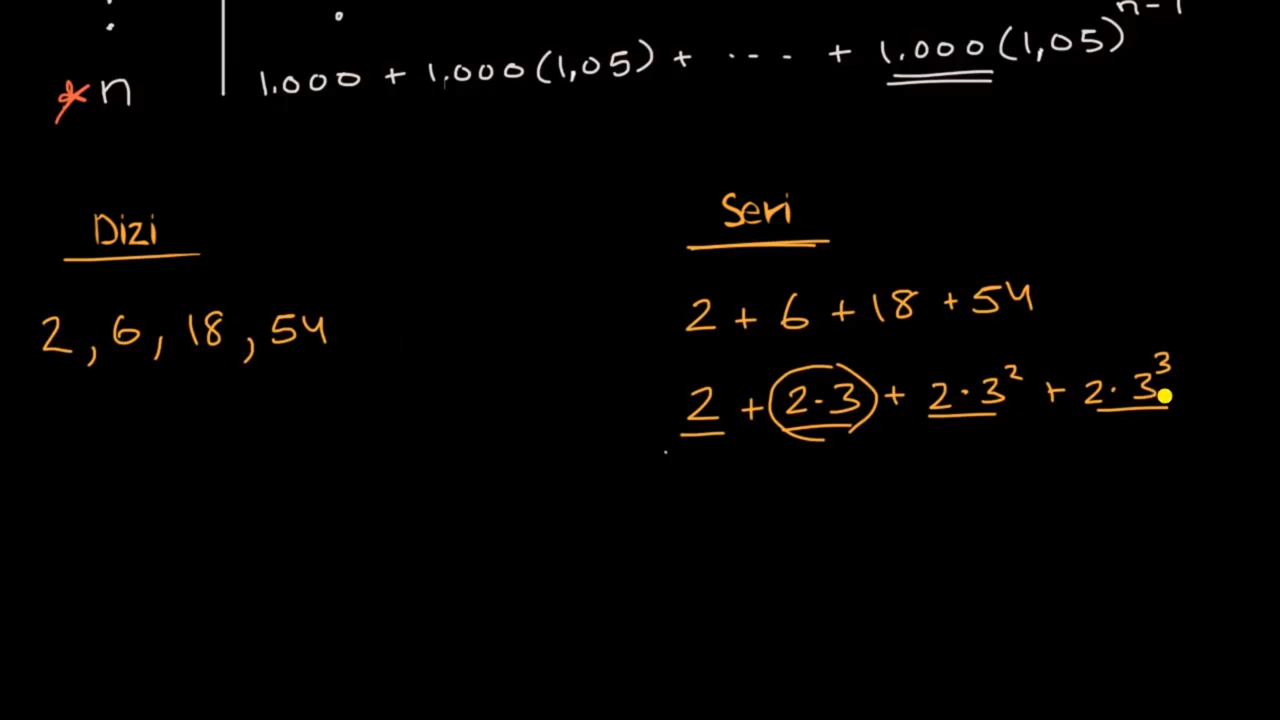 n | 1.000 + 1.000(1,05) + ---- + 1.000(1,05)^{n-1}
Dizi
2, 6, 18, 54
Seri
2 + 6 + 18 + 54
2 + 2·3 + 2·3² + 2·3³